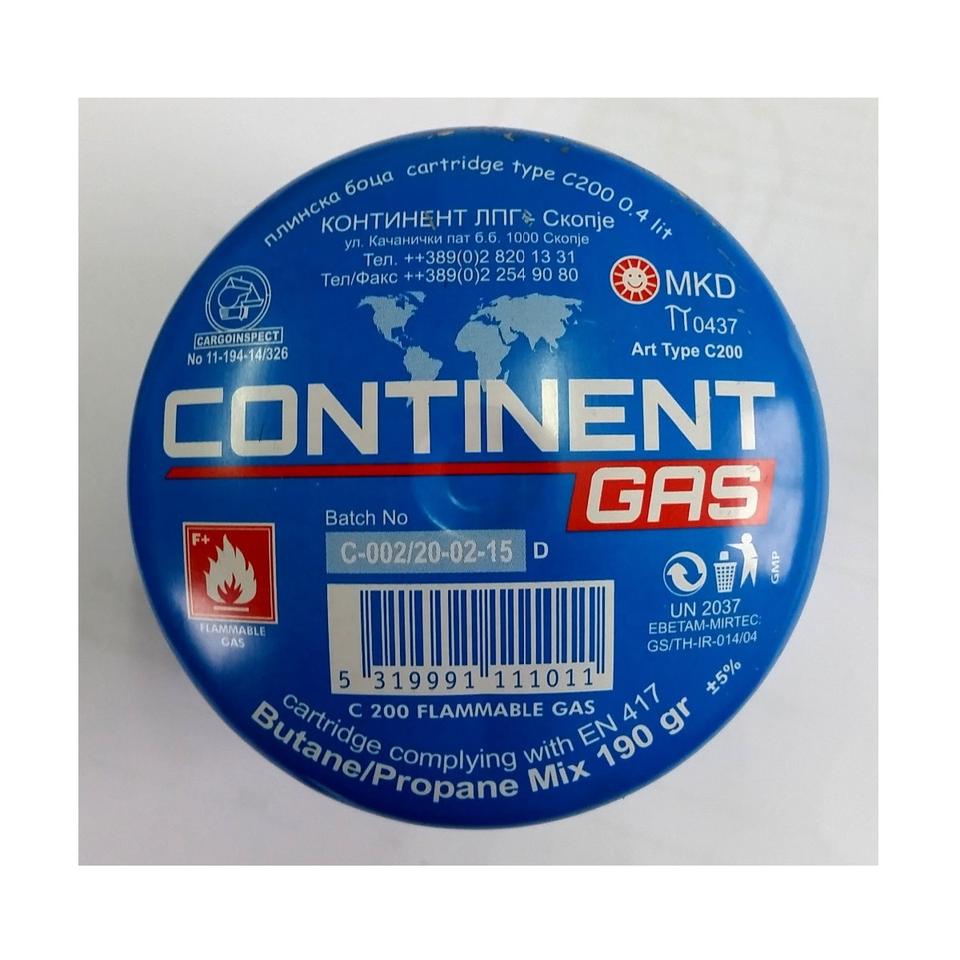 плинска боца cartridge type C200 0.4 lit
КОНТИНЕНТ ЛПГ - Скопје
ул. Качанички пат б.б. 1000 Скопје
Тел. ++389(0)2 820 13 31
Тел/Факс ++389(0)2 254 90 80
CARGOINSPECT
No 11-194-14/326
MKD
0437
Art Type C200
CONTINENT
GAS
Batch No
C-002/20-02-15 D
F+
FLAMMABLE
GAS
GMP
UN 2037
EBETAM-MIRTEC:
GS/TH-IR-014/04
5 319991 111011
C 200 FLAMMABLE GAS
cartridge complying with EN 417
Butane/Propane Mix 190 gr ±5%